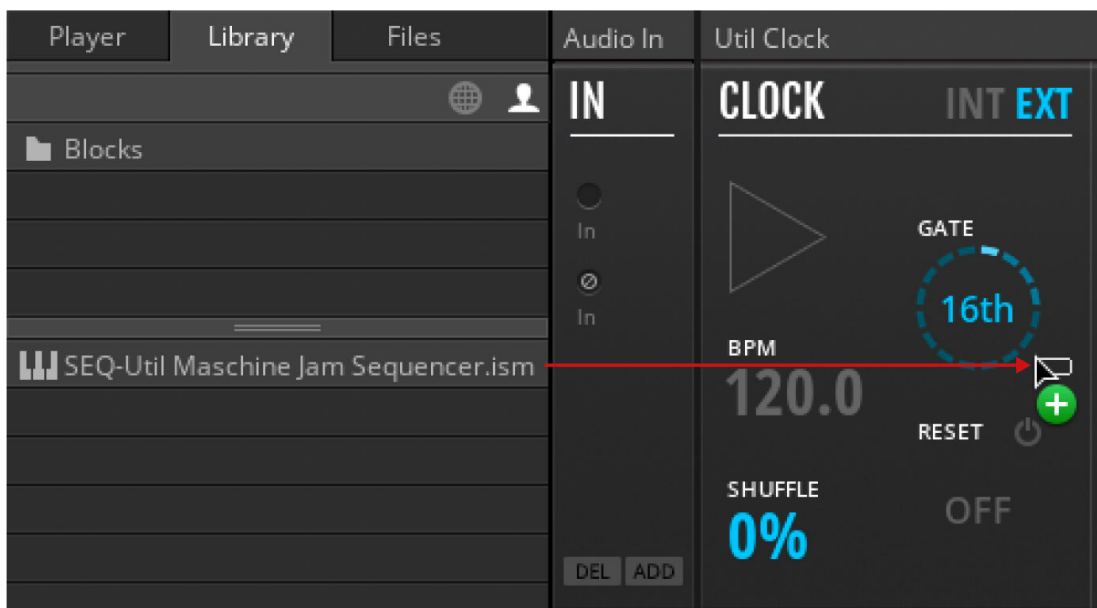 Player Library Files Audio In Util Clock
IN CLOCK INT EXT
Blocks
In
GATE
In
16th
BPM
SEQ-Util Maschine Jam Sequencer.ism
120.0
RESET
SHUFFLE
OFF
0%
DEL ADD